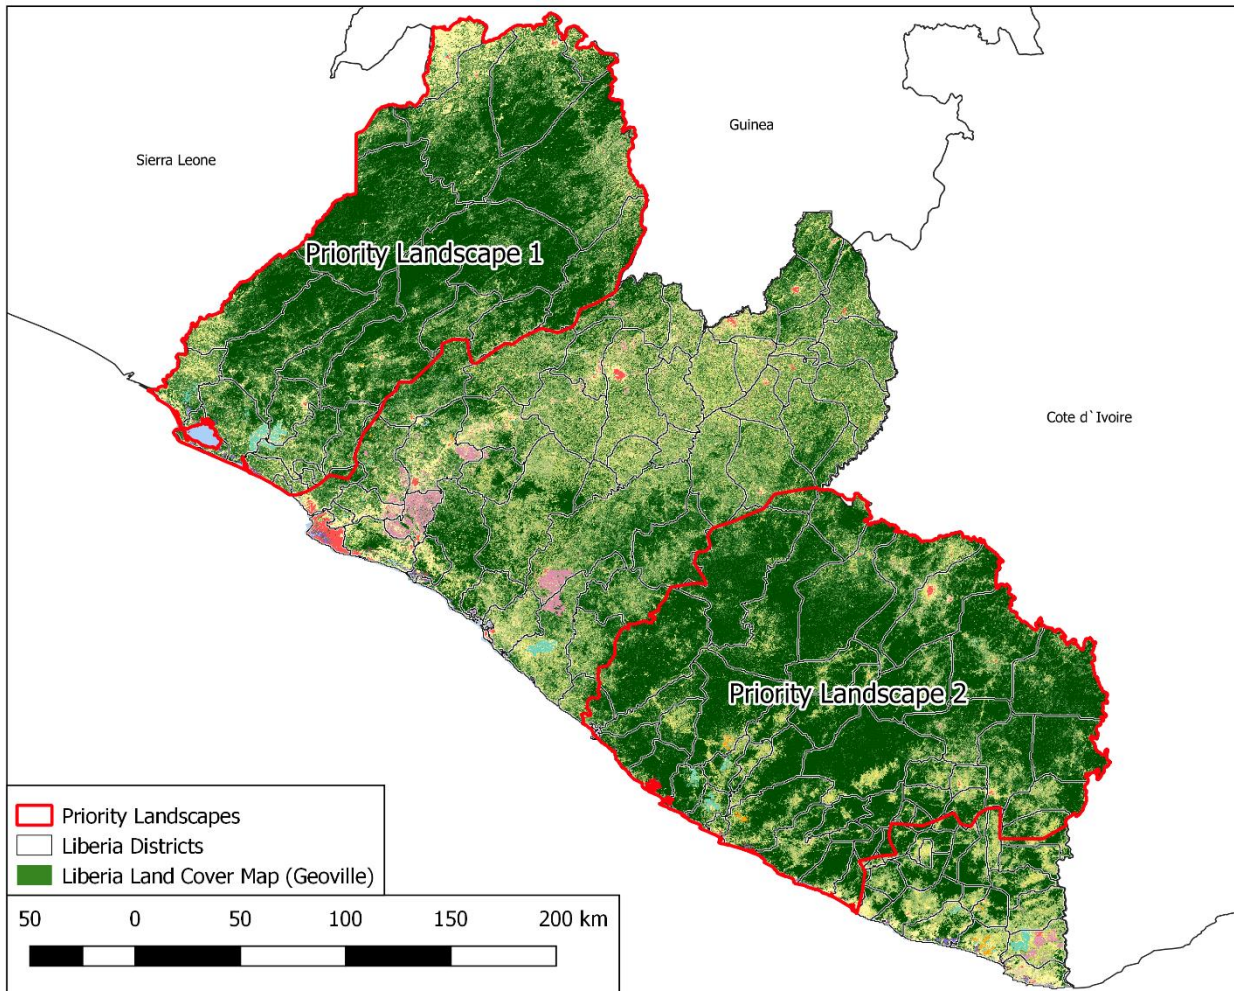 Guinea
Sierra Leone
Priority Landscape 1
Cote d`Ivoire
Priority Landscape 2
Priority Landscapes
Liberia Districts
Liberia Land Cover Map (Geoville)
50 0 50 100 150 200 km